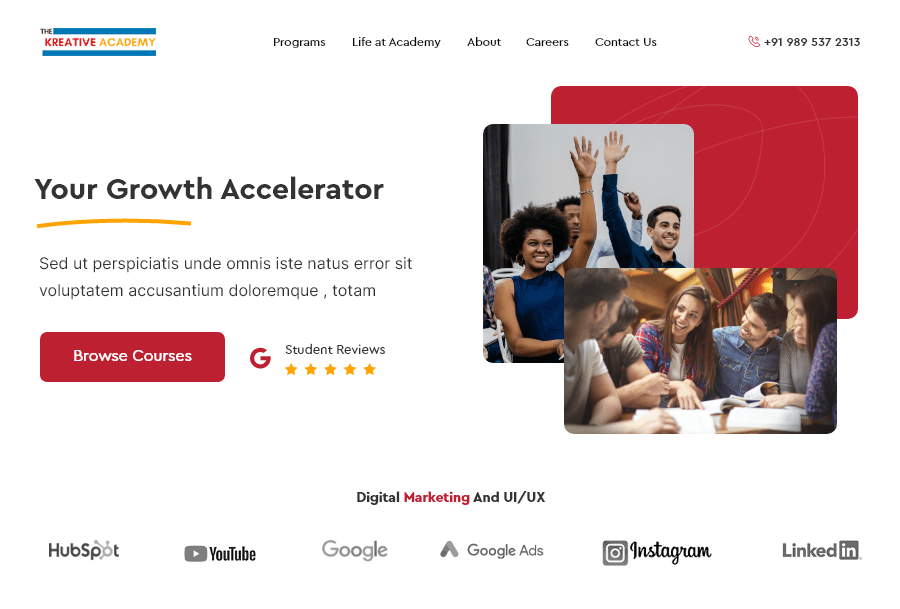 THE
KREATIVE ACADEMY
Programs Life at Academy About Careers Contact Us +91 989 537 2313
Your Growth Accelerator
Sed ut perspiciatis unde omnis iste natus error sit
voluptatem accusantium doloremque , totam
Browse Courses
G
Student Reviews
Digital Marketing And UI/UX
HubSpot YouTube Google Google Ads Instagram Linked in